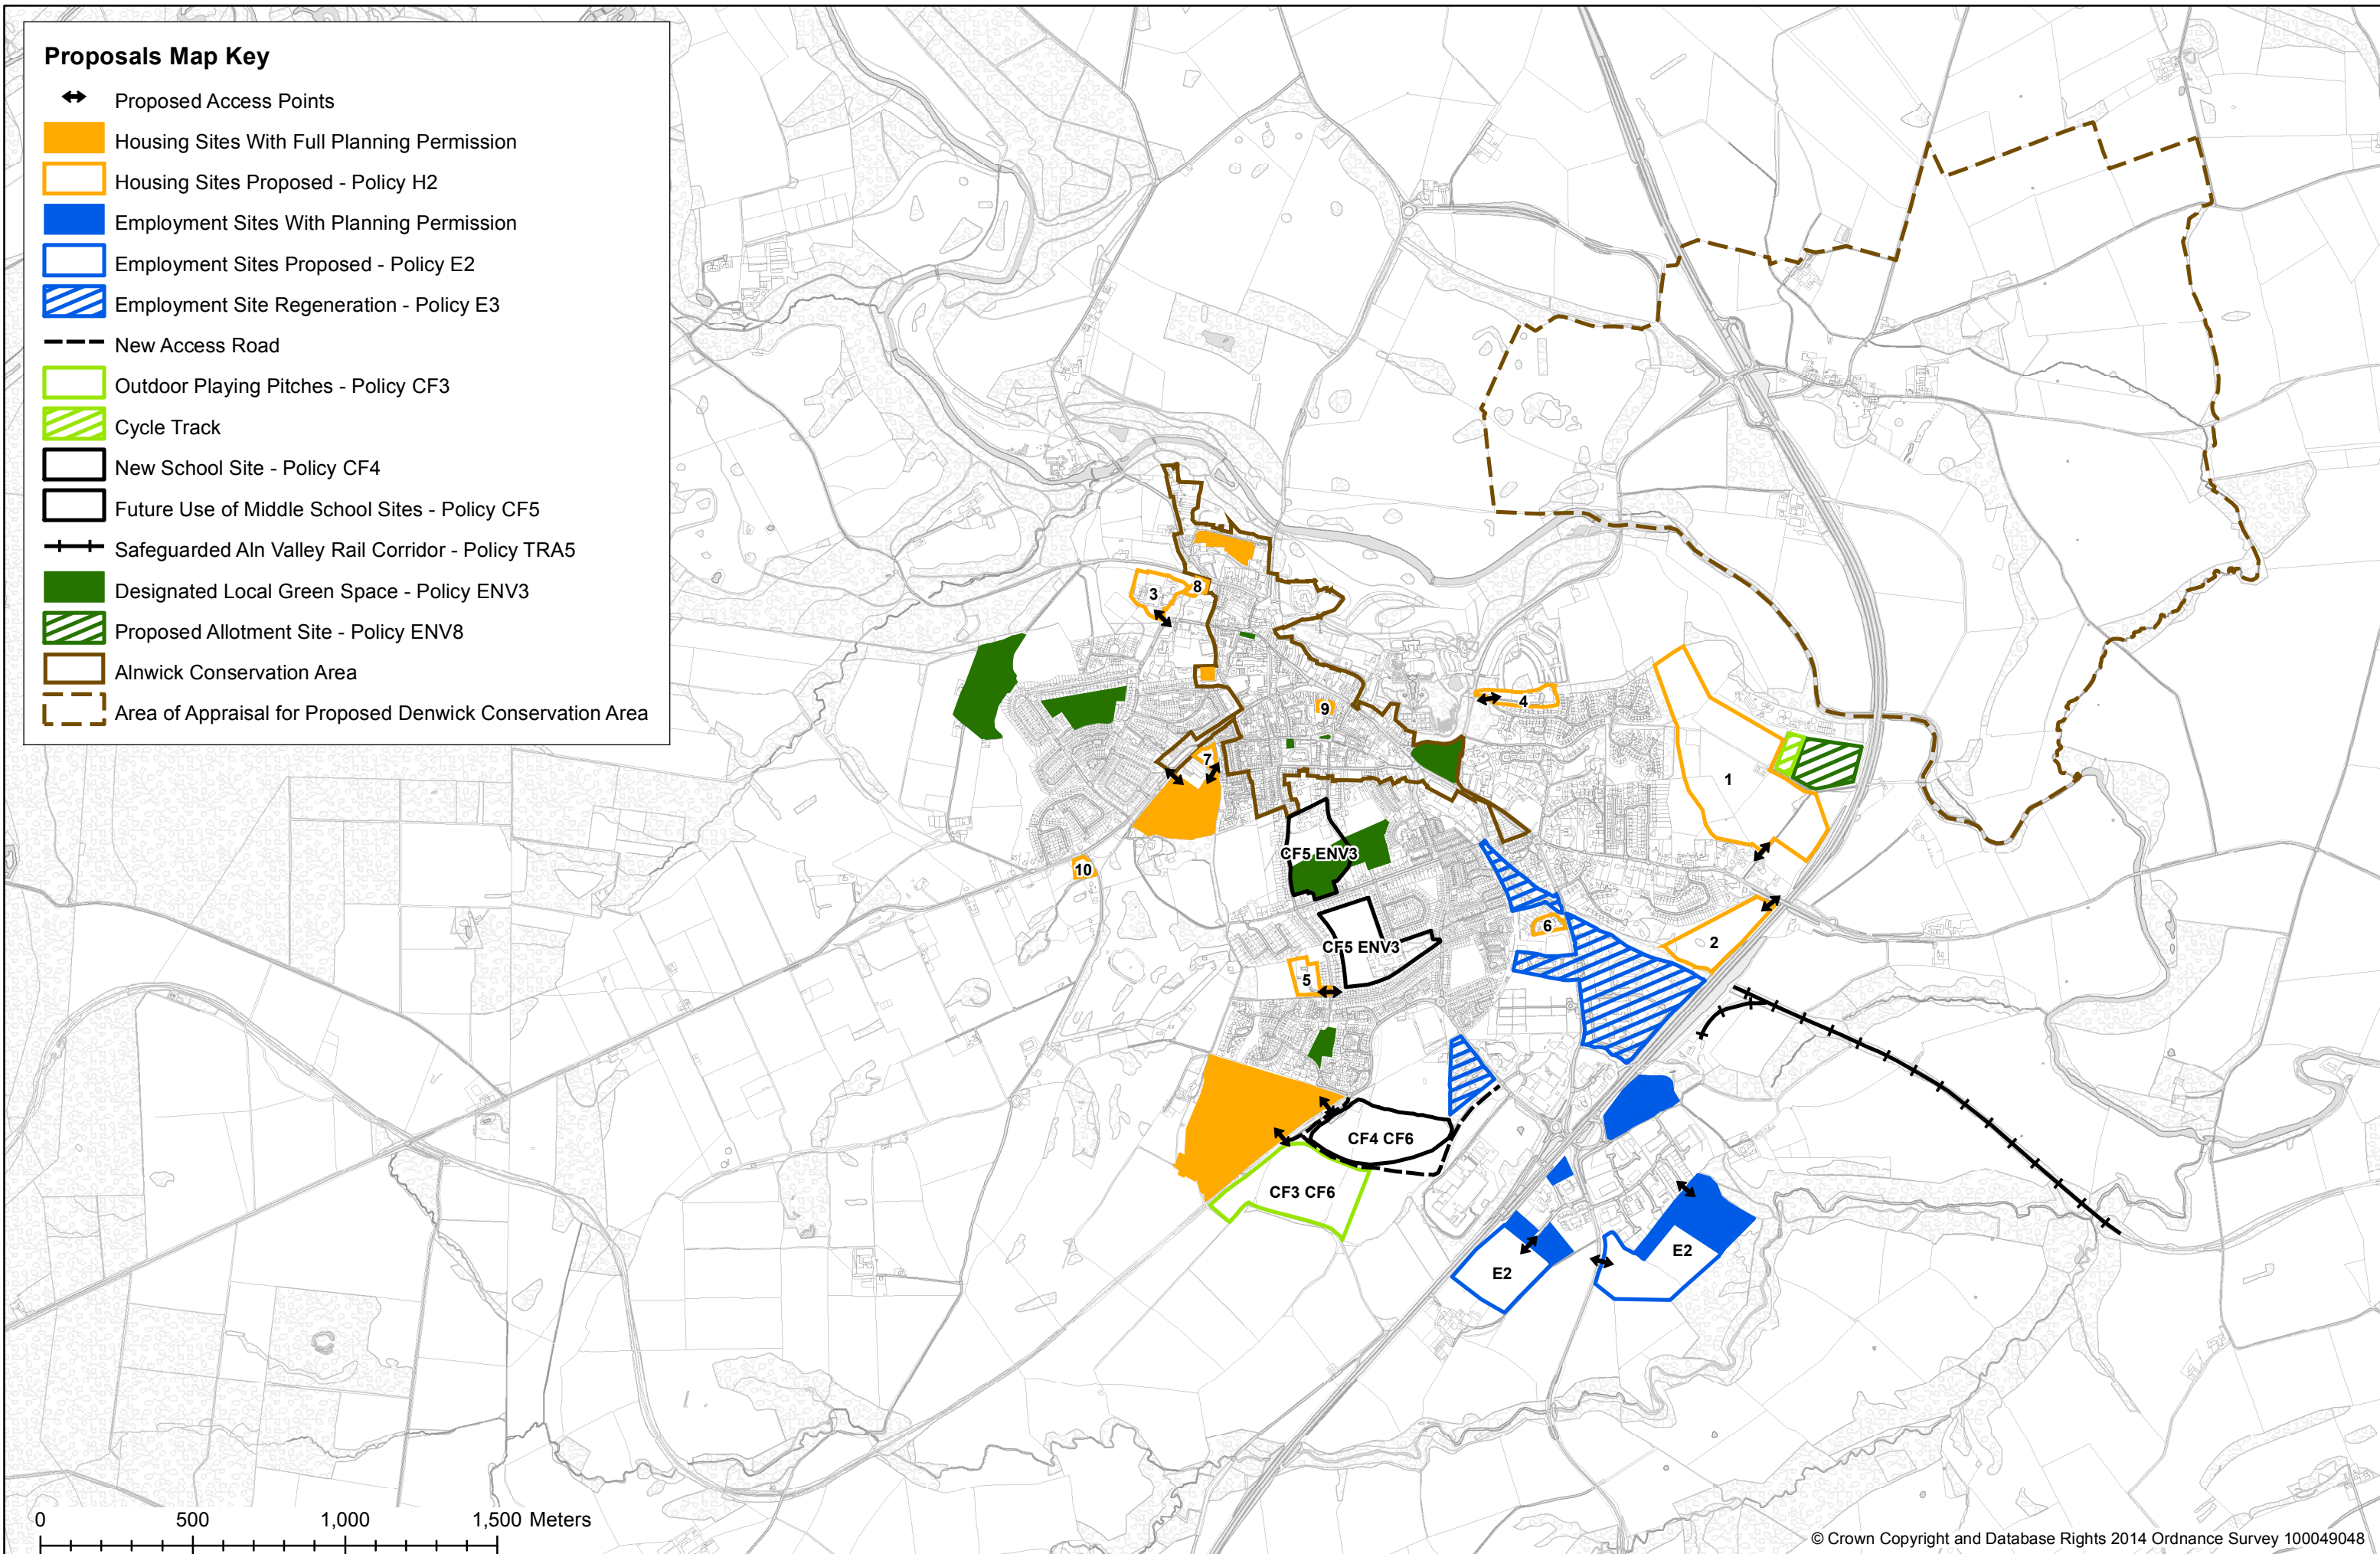 Proposals Map Key
Proposed Access Points
Housing Sites With Full Planning Permission
Housing Sites Proposed - Policy H2
Employment Sites With Planning Permission
Employment Sites Proposed - Policy E2
Employment Site Regeneration - Policy E3
New Access Road
Outdoor Playing Pitches - Policy CF3
Cycle Track
New School Site - Policy CF4
Future Use of Middle School Sites - Policy CF5
Safeguarded Aln Valley Rail Corridor - Policy TRA5
Designated Local Green Space - Policy ENV3
Proposed Allotment Site - Policy ENV8
Alnwick Conservation Area
Area of Appraisal for Proposed Denwick Conservation Area
8
3
4
9
7
1
CF5 ENV3
10
6
2
CF5 ENV3
5
CF4 CF6
CF3 CF6
E2
E2
0 500 1,000 1,500 Meters
© Crown Copyright and Database Rights 2014 Ordnance Survey 100049048